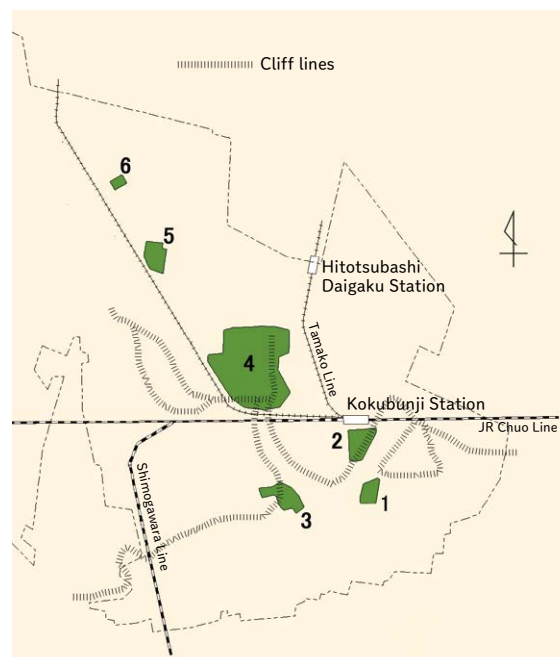 Cliff lines
6
5
Hitotsubashi
Daigaku Station
4
Tamako Line
Kokubunji Station
JR Chuo Line
2
Shimogawara Line
1
3